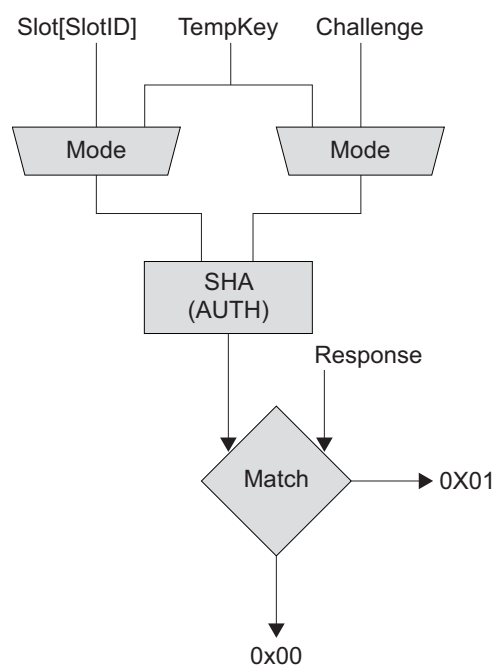 Slot[SlotID]
TempKey
Challenge
Mode
Mode
SHA
(AUTH)
Response
Match
0X01
0x00